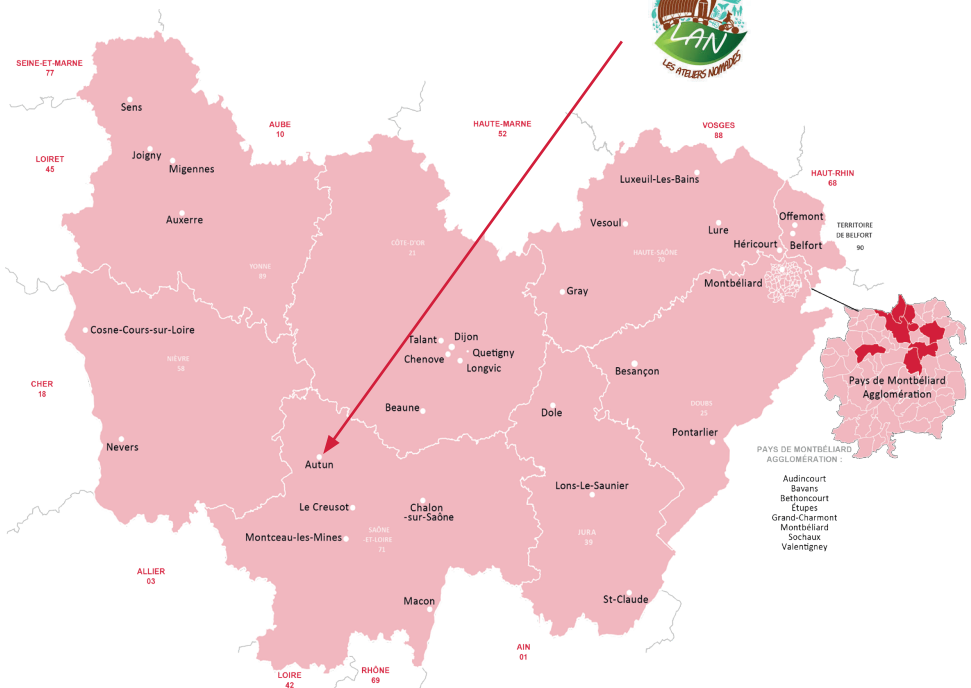 LAN
LES ATELIERS NOMADES
SEINE-ET-MARNE
77
AUBE
10
HAUTE-MARNE
52
VOSGES
88
HAUT-RHIN
68
LOIRET
45
Sens
Joigny
Migennes
Auxerre
YONNE
89
CÔTE-D'OR
21
Luxeuil-Les-Bains
Vesoul
Lure
HAUTE-SAÔNE
70
Offemont
Héricourt
Belfort
TERRITOIRE
DE BELFORT
90
Montbéliard
Gray
Cosne-Cours-sur-Loire
NIÈVRE
58
Talant
Dijon
Chenove
Quetigny
Longvic
Besançon
CHER
18
Beaune
Dole
DOUBS
25
Pontarlier
Pays de Montbéliard
Agglomération
Nevers
Autun
PAYS DE MONTBÉLIARD
AGGLOMÉRATION :
Audincourt
Bavans
Bethoncourt
Étupes
Grand-Charmont
Montbéliard
Sochaux
Valentigney
Lons-Le-Saunier
Le Creusot
Chalon
-sur-Saône
Montceau-les-Mines
SAÔNE
-ET-LOIRE
71
JURA
39
ALLIER
03
Macon
St-Claude
AIN
01
LOIRE
42
RHÔNE
69